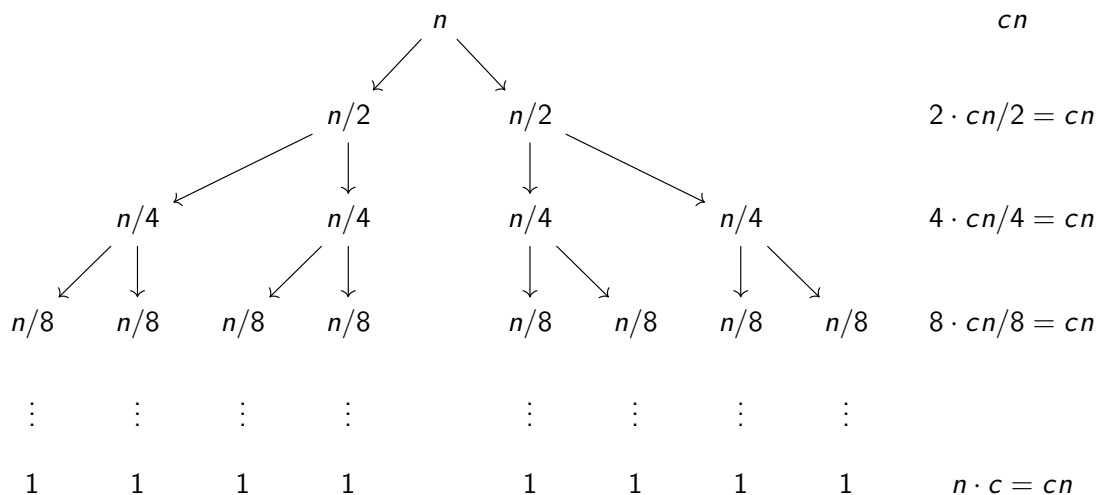 n cn
n/2 n/2 2 · cn/2 = cn
n/4 n/4 n/4 n/4 4 · cn/4 = cn
n/8 n/8 n/8 n/8 n/8 n/8 n/8 n/8 8 · cn/8 = cn
⋮ ⋮ ⋮ ⋮ ⋮ ⋮ ⋮ ⋮
1 1 1 1 1 1 1 1 n · c = cn